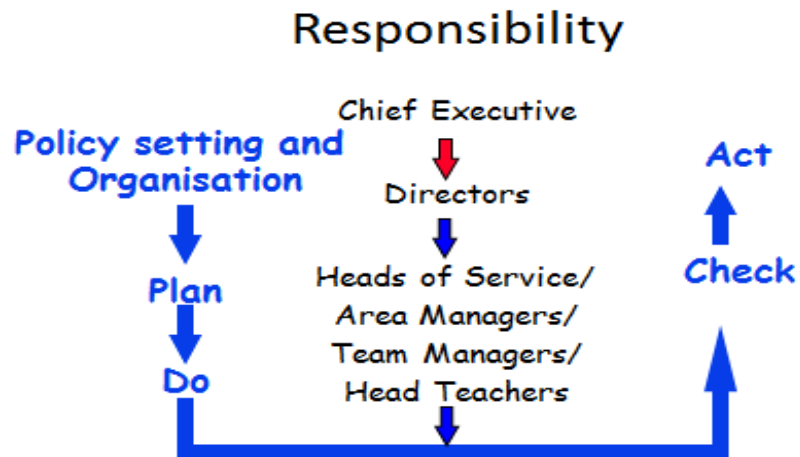 Responsibility
Chief Executive
Policy setting and
Organisation
Directors
Act
Plan
Heads of Service/
Area Managers/
Team Managers/
Head Teachers
Check
Do